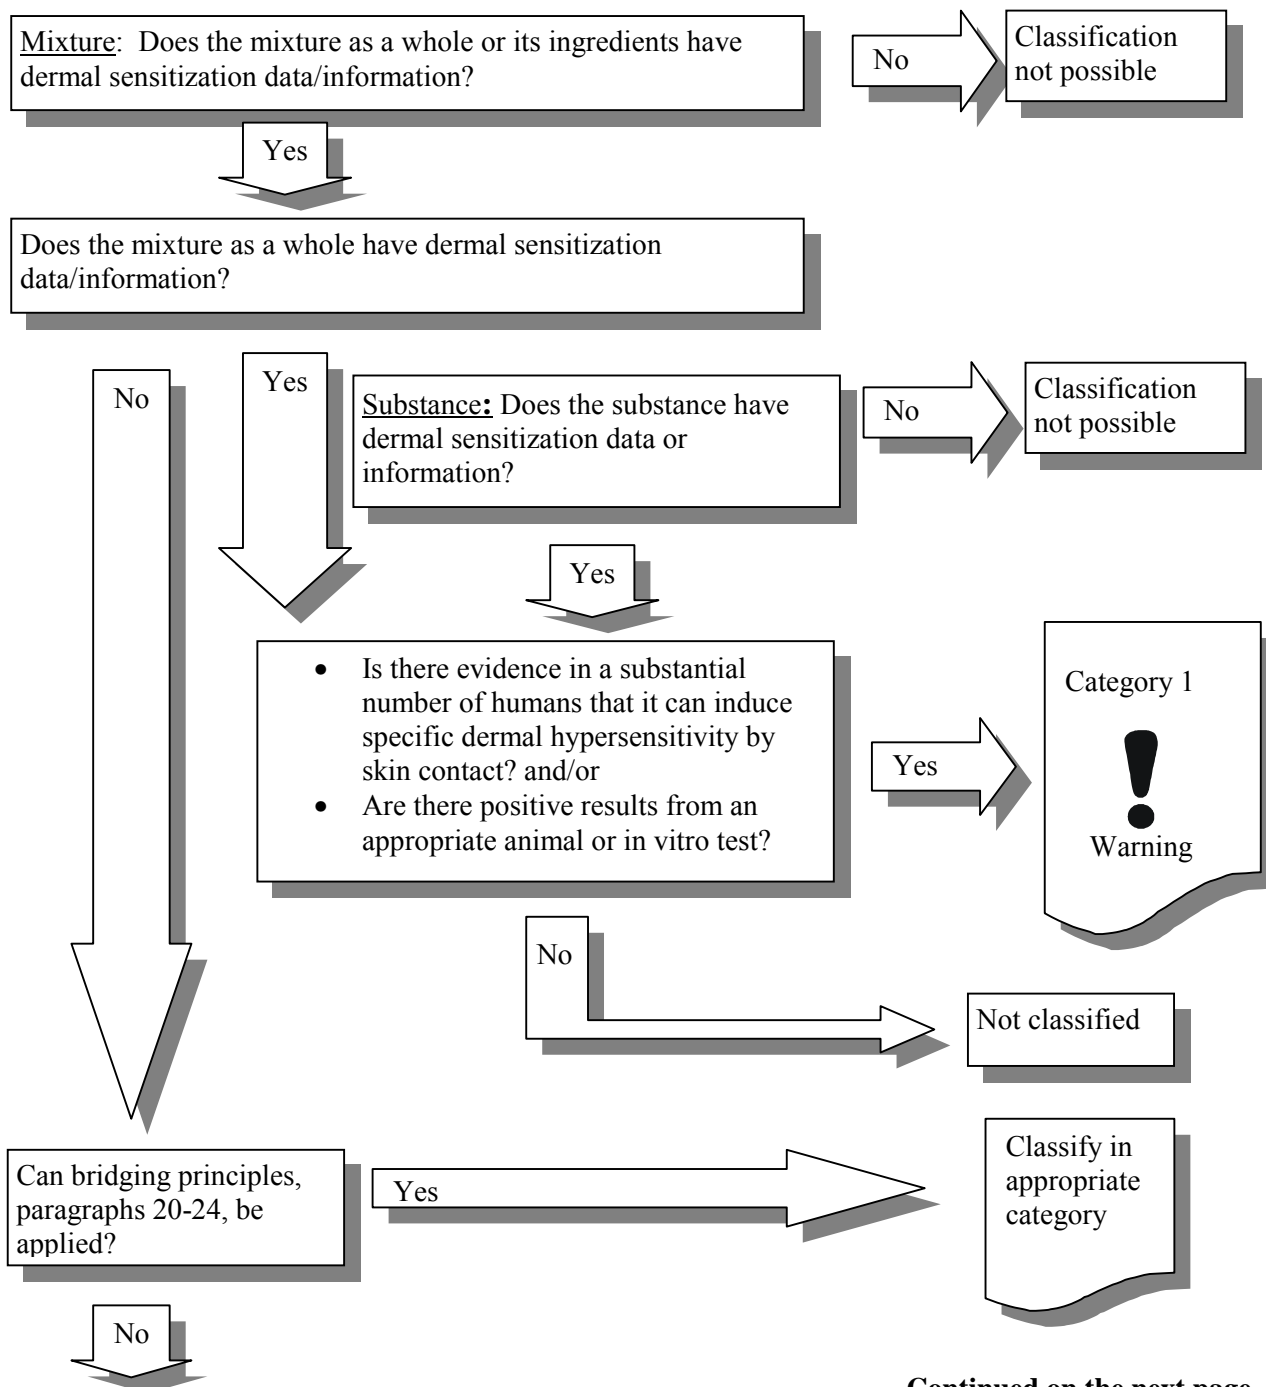 Mixture: Does the mixture as a whole or its ingredients have
dermal sensitization data/information?
No
Classification
not possible
Yes
Does the mixture as a whole have dermal sensitization
data/information?
No
Yes
Substance: Does the substance have
dermal sensitization data or
information?
No
Classification
not possible
Yes
• Is there evidence in a substantial
number of humans that it can induce
specific dermal hypersensitivity by
skin contact? and/or
• Are there positive results from an
appropriate animal or in vitro test?
Yes
Category 1
!
Warning
No
Not classified
Can bridging principles,
paragraphs 20-24, be
applied?
Yes
Classify in
appropriate
category
No
Continued on the next page